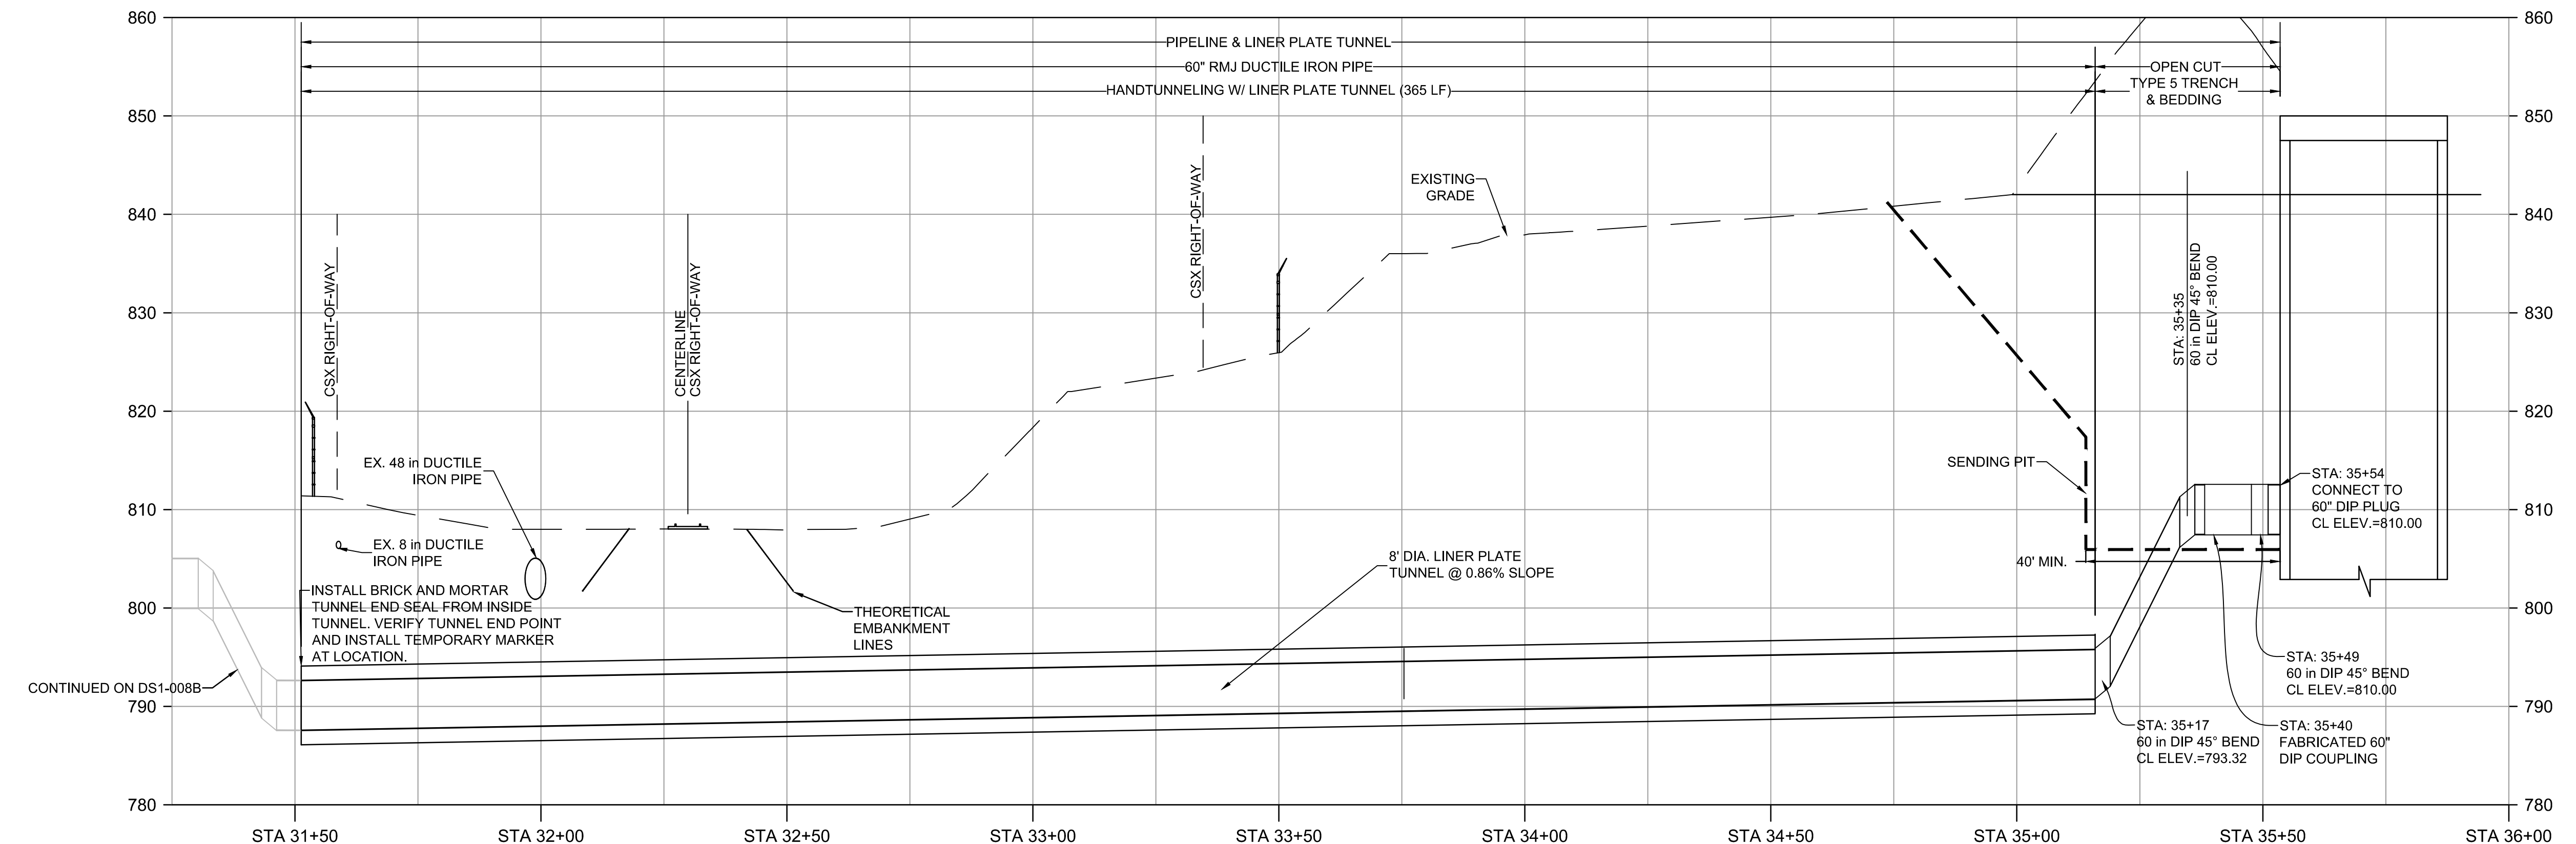 860
860
PIPELINE & LINER PLATE TUNNEL
60" RMJ DUCTILE IRON PIPE
HANDTUNNELING W/ LINER PLATE TUNNEL (365 LF)
OPEN CUT
TYPE 5 TRENCH
& BEDDING
850
850
CSX RIGHT-OF-WAY
EXISTING
GRADE
840
840
CSX RIGHT-OF-WAY
CENTERLINE
CSX RIGHT-OF-WAY
STA: 35+35
60 in DIP 45° BEND
CL ELEV.=810.00
830
830
820
820
EX. 48 in DUCTILE
IRON PIPE
SENDING PIT
STA: 35+54
CONNECT TO
60" DIP PLUG
CL ELEV.=810.00
810
810
EX. 8 in DUCTILE
IRON PIPE
8' DIA. LINER PLATE
TUNNEL @ 0.86% SLOPE
40' MIN.
INSTALL BRICK AND MORTAR
TUNNEL END SEAL FROM INSIDE
TUNNEL. VERIFY TUNNEL END POINT
AND INSTALL TEMPORARY MARKER
AT LOCATION.
800
800
THEORETICAL
EMBANKMENT
LINES
CONTINUED ON DS1-008B
STA: 35+49
60 in DIP 45° BEND
CL ELEV.=810.00
790
790
STA: 35+17
60 in DIP 45° BEND
CL ELEV.=793.32
STA: 35+40
FABRICATED 60"
DIP COUPLING
780
780
STA 31+50
STA 32+00
STA 32+50
STA 33+00
STA 33+50
STA 34+00
STA 34+50
STA 35+00
STA 35+50
STA 36+00